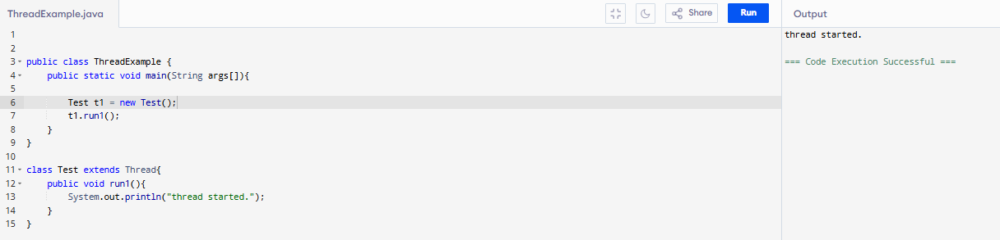 ThreadExample.java Share Run Output
1
2
3 public class ThreadExample {
4 public static void main(String args[]){
5
6 Test t1 = new Test();
7 t1.run1();
8 }
9 }
10
11 class Test extends Thread{
12 public void run1(){
13 System.out.println("thread started.");
14 }
15 }
thread started.
=== Code Execution Successful ===